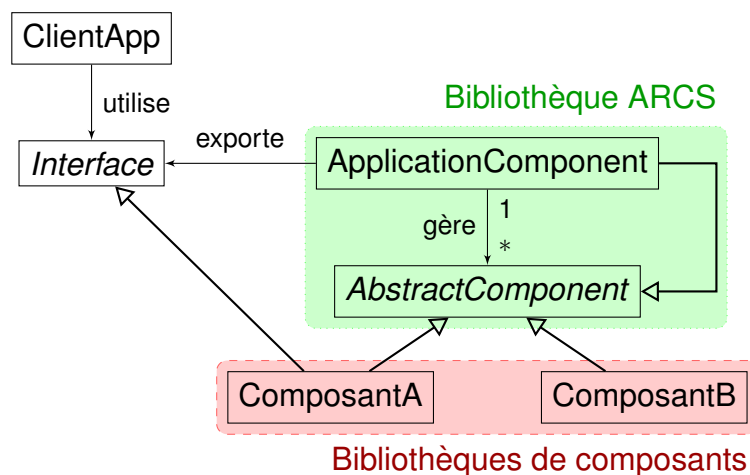 ClientApp
utilise
Bibliothèque ARCS
Interface
exporte
ApplicationComponent
gère
1
*
AbstractComponent
ComposantA
ComposantB
Bibliothèques de composants